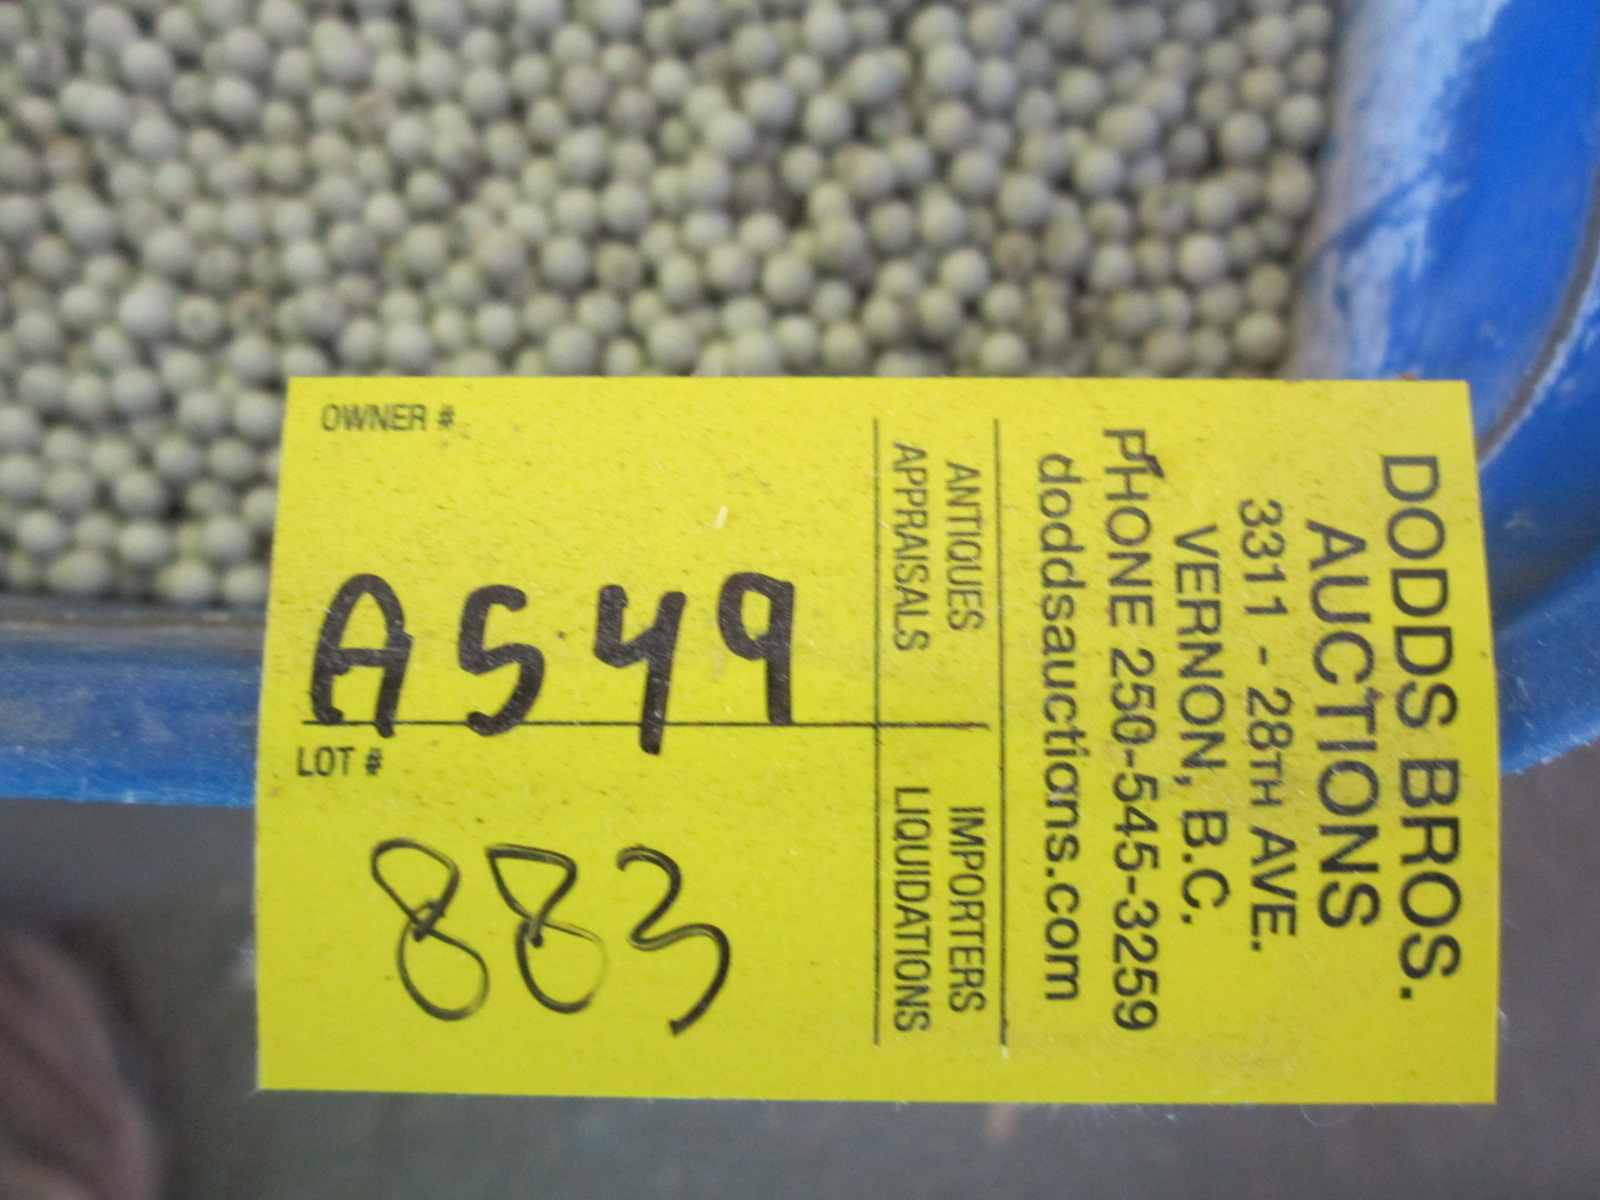 OWNER #
A549
LOT #
883
ANTIQUES
APPRAISALS
IMPORTERS
LIQUIDATIONS
DODDS BROS.
AUCTIONS
3311 - 28TH AVE.
VERNON, B.C.
PHONE 250-545-3259
doddsauctions.com